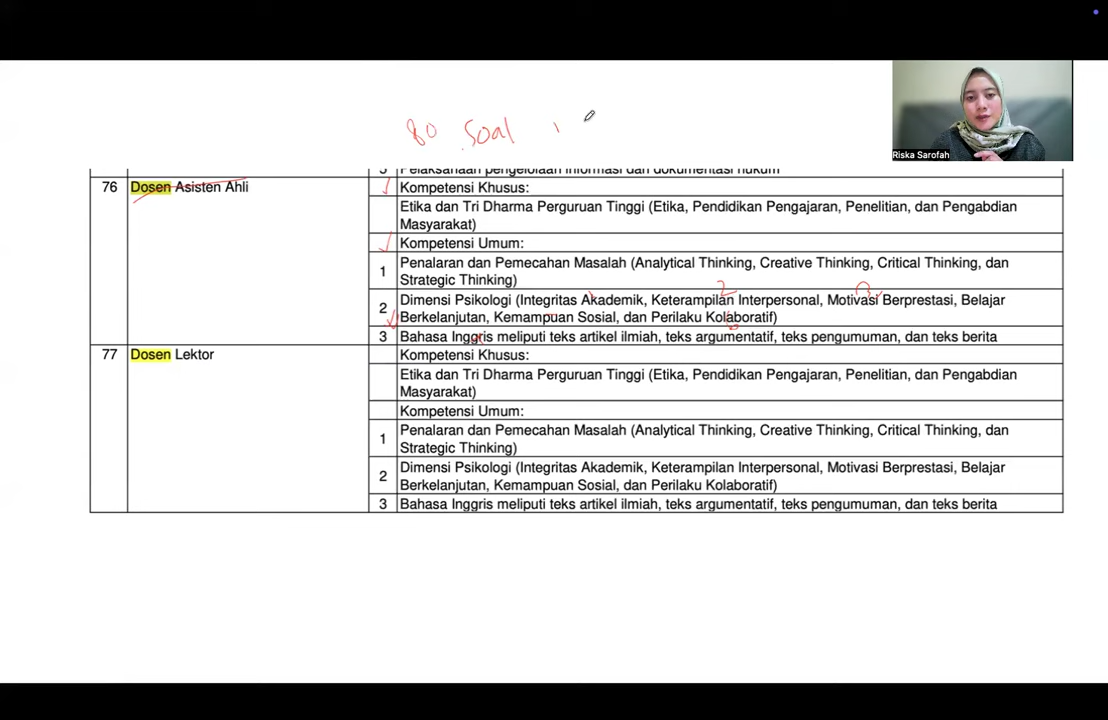 Riska Sarofah
80 Soal
5 Pelaksanaan pengelolaan informasi dan dokumentasi hukum
76 Dosen Asisten Ahli Kompetensi Khusus:
Etika dan Tri Dharma Perguruan Tinggi (Etika, Pendidikan Pengajaran, Penelitian, dan Pengabdian
Masyarakat)
Kompetensi Umum:
1 Penalaran dan Pemecahan Masalah (Analytical Thinking, Creative Thinking, Critical Thinking, dan
Strategic Thinking)
2 Dimensi Psikologi (Integritas Akademik, Keterampilan Interpersonal, Motivasi Berprestasi, Belajar
Berkelanjutan, Kemampuan Sosial, dan Perilaku Kolaboratif)
3 Bahasa Inggris meliputi teks artikel ilmiah, teks argumentatif, teks pengumuman, dan teks berita
77 Dosen Lektor Kompetensi Khusus:
Etika dan Tri Dharma Perguruan Tinggi (Etika, Pendidikan Pengajaran, Penelitian, dan Pengabdian
Masyarakat)
Kompetensi Umum:
1 Penalaran dan Pemecahan Masalah (Analytical Thinking, Creative Thinking, Critical Thinking, dan
Strategic Thinking)
2 Dimensi Psikologi (Integritas Akademik, Keterampilan Interpersonal, Motivasi Berprestasi, Belajar
Berkelanjutan, Kemampuan Sosial, dan Perilaku Kolaboratif)
3 Bahasa Inggris meliputi teks artikel ilmiah, teks argumentatif, teks pengumuman, dan teks berita